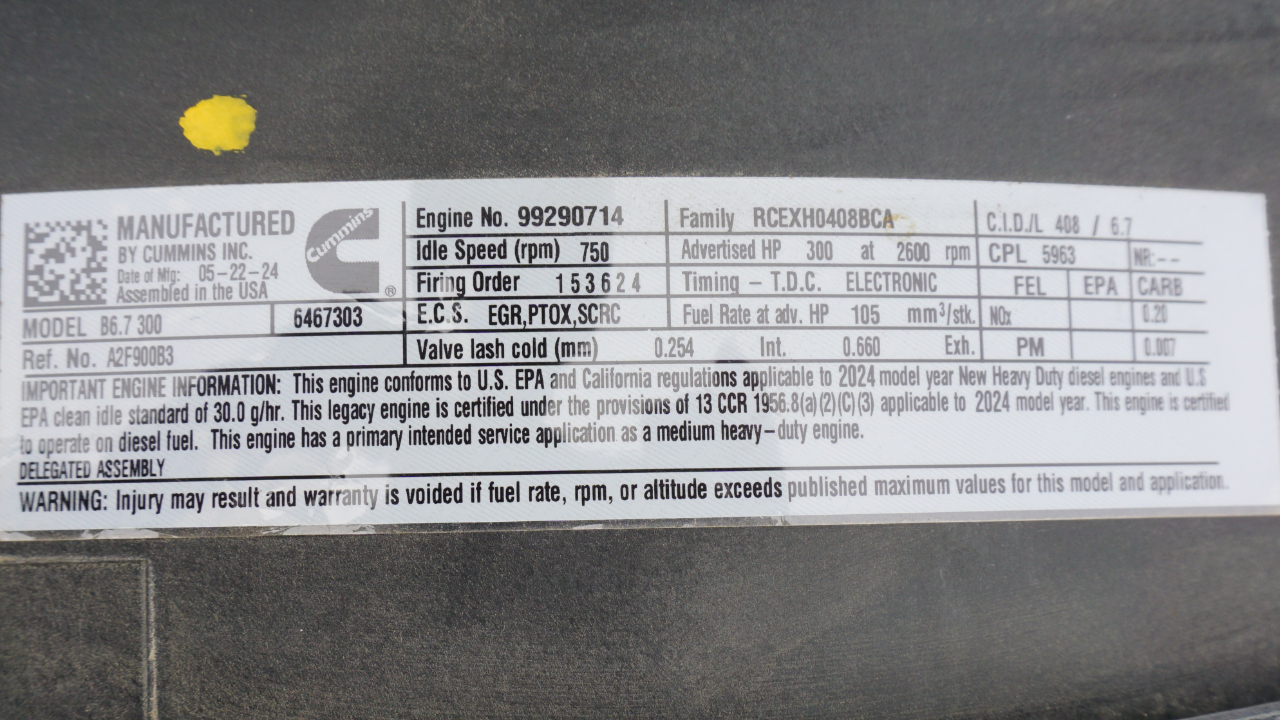 MANUFACTURED
BY CUMMINS INC.
Date of Mfg: 05-22-24
Assembled in the USA
Cummins ®
MODEL B6.7 300 6467303
Ref. No. A2F900B3
Engine No. 99290714
Idle Speed (rpm) 750
Firing Order 1 5 3 6 2 4
E.C.S. EGR,PTOX,SCRC
Valve lash cold (mm) 0.254 Int. 0.660 Exh.
Family RCEXH0408BCA
Advertised HP 300 at 2600 rpm
Timing – T.D.C. ELECTRONIC
Fuel Rate at adv. HP 105 mm³/stk.
C.I.D./L 408 / 6.7
CPL 5963 NR:--
FEL EPA CARB
NOx 0.20
PM 0.007
IMPORTANT ENGINE INFORMATION: This engine conforms to U.S. EPA and California regulations applicable to 2024 model year New Heavy Duty diesel engines and U.S
EPA clean idle standard of 30.0 g/hr. This legacy engine is certified under the provisions of 13 CCR 1956.8(a)(2)(C)(3) applicable to 2024 model year. This engine is certified
to operate on diesel fuel. This engine has a primary intended service application as a medium heavy-duty engine.
DELEGATED ASSEMBLY
WARNING: Injury may result and warranty is voided if fuel rate, rpm, or altitude exceeds published maximum values for this model and application.